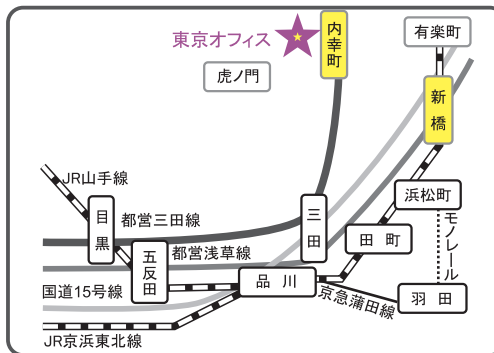 東京オフィス
内幸町
有楽町
虎ノ門
新橋
JR山手線
目黒
都営三田線
三田
浜松町
モノレール
五反田
都営浅草線
田町
品川
国道15号線
京急蒲田線
羽田
JR京浜東北線